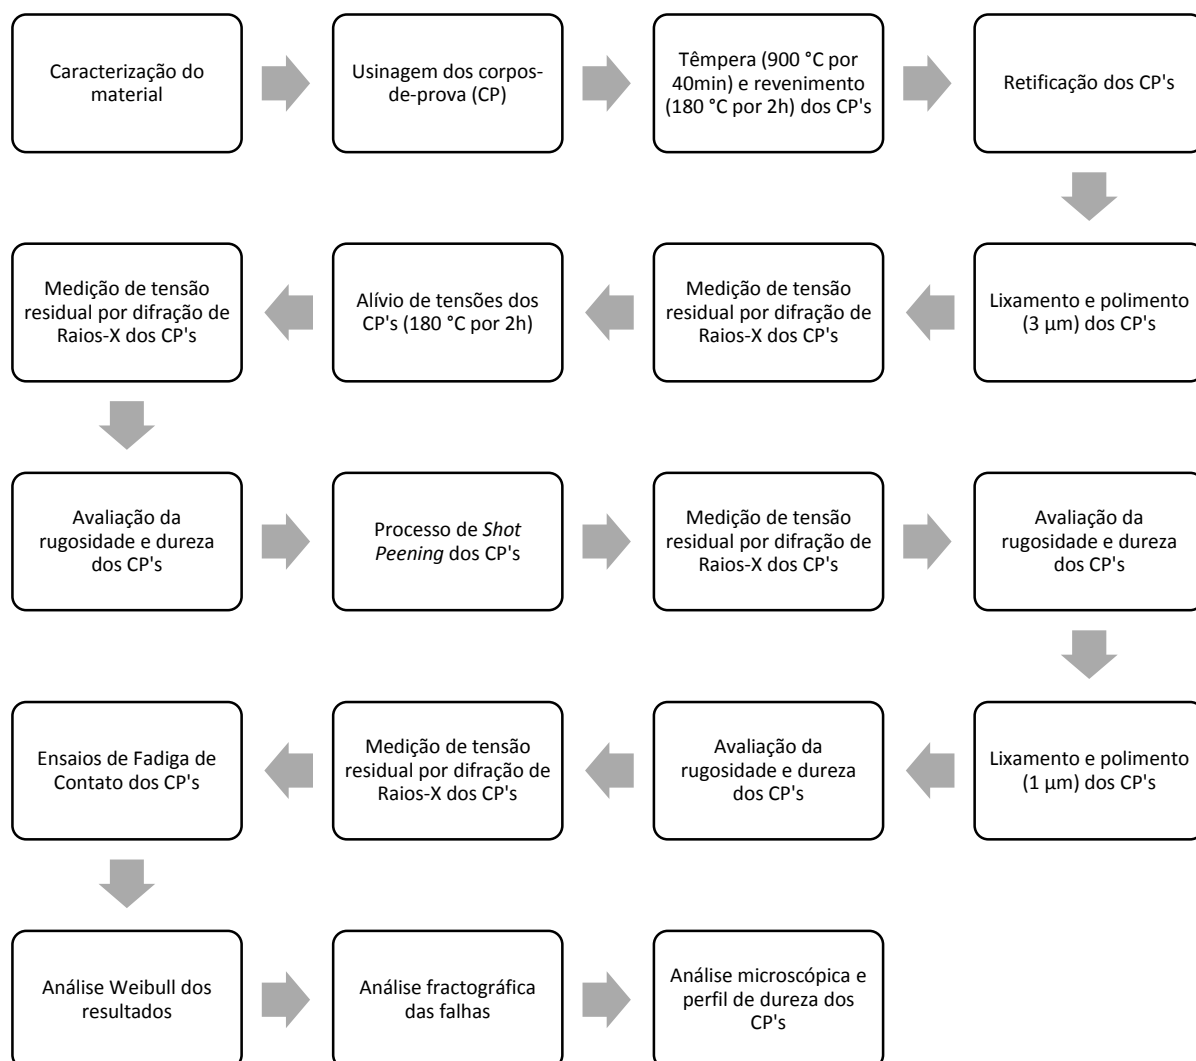 Caracterização do
material
Usinagem dos corpos-
de-prova (CP)
Têmpera (900 °C por
40min) e revenimento
(180 °C por 2h) dos CP's
Retificação dos CP's
Lixamento e polimento
(3 µm) dos CP's
Medição de tensão
residual por difração de
Raios-X dos CP's
Alívio de tensões dos
CP's (180 °C por 2h)
Medição de tensão
residual por difração de
Raios-X dos CP's
Avaliação da
rugosidade e dureza
dos CP's
Processo de Shot
Peening dos CP's
Medição de tensão
residual por difração de
Raios-X dos CP's
Avaliação da
rugosidade e dureza
dos CP's
Lixamento e polimento
(1 µm) dos CP's
Avaliação da
rugosidade e dureza
dos CP's
Medição de tensão
residual por difração de
Raios-X dos CP's
Ensaios de Fadiga de
Contato dos CP's
Análise Weibull dos
resultados
Análise fractográfica
das falhas
Análise microscópica e
perfil de dureza dos
CP's